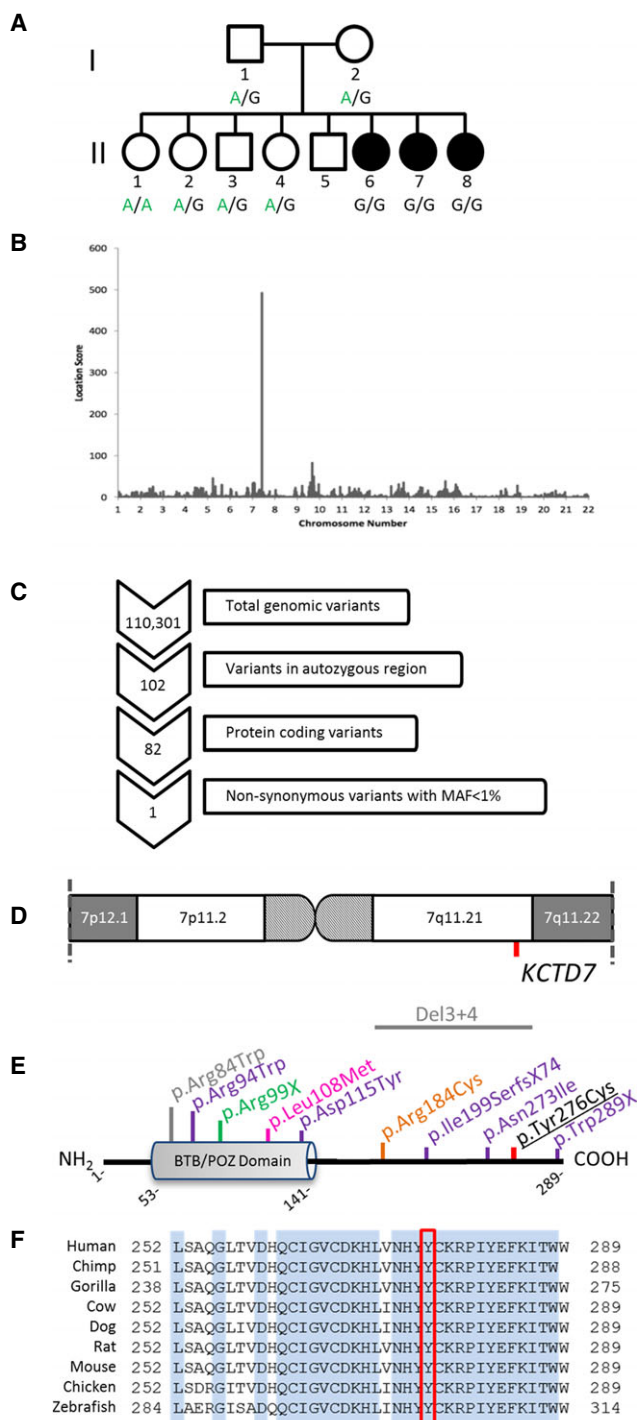 A
I
1 2
A/G A/G
II
1 2 3 4 5 6 7 8
A/A A/G A/G A/G G/G G/G G/G
B
600
500
400
300
200
100
0
Location Score
1 2 3 4 5 6 7 8 9 10 11 12 13 14 15 16 17 18 19 20 21 22
Chromosome Number
C
110,301 Total genomic variants
102 Variants in autozygous region
82 Protein coding variants
1 Non-synonymous variants with MAF<1%
D
7p12.1 7p11.2 7q11.21 7q11.22
KCTD7
Del3+4
E
p.Arg84Trp
p.Arg94Trp
p.Arg99X
p.Leu108Met
p.Asp115Tyr
p.Arg184Cys
p.Ile199SerfsX74
p.Asn273Ile
p.Tyr276Cys
p.Trp289X
NH2 BTB/POZ Domain COOH
1- 53- 141- 289-
F
Human 252 LSAQGLTVDHQCIGVCDKHLVNHYYCKRPIYEFKITWW 289
Chimp 251 LSAQGLTVDHQCIGVCDKHLVNHYYCKRPIYEFKITW 288
Gorilla 238 LSAQGLTVDHQCIGVCDKHLVNHYYCKRPIYEFKITWW 275
Cow 252 LSAQGLTVDHQCIGVCDKHLINHYYCKRPIYEFKITWW 289
Dog 252 LSAQGLIVDHQCIGVCDKHLINHYYCKRPIYEFKITWW 289
Rat 252 LSAQGLTVDHQCIGVCDKHLINHYYCKRPIYEFKITWW 289
Mouse 252 LSAQGLTVDHQCIGVCDKHLVNHYYCKRPIYEFKITWW 289
Chicken 252 LSDRGITVDHQCIGVCDKHLINHYYCKRPIYEFKITWW 289
Zebrafish 284 LAERGISADQQCIGVCDKHLINHYYCKRPIYEFKITWW 314